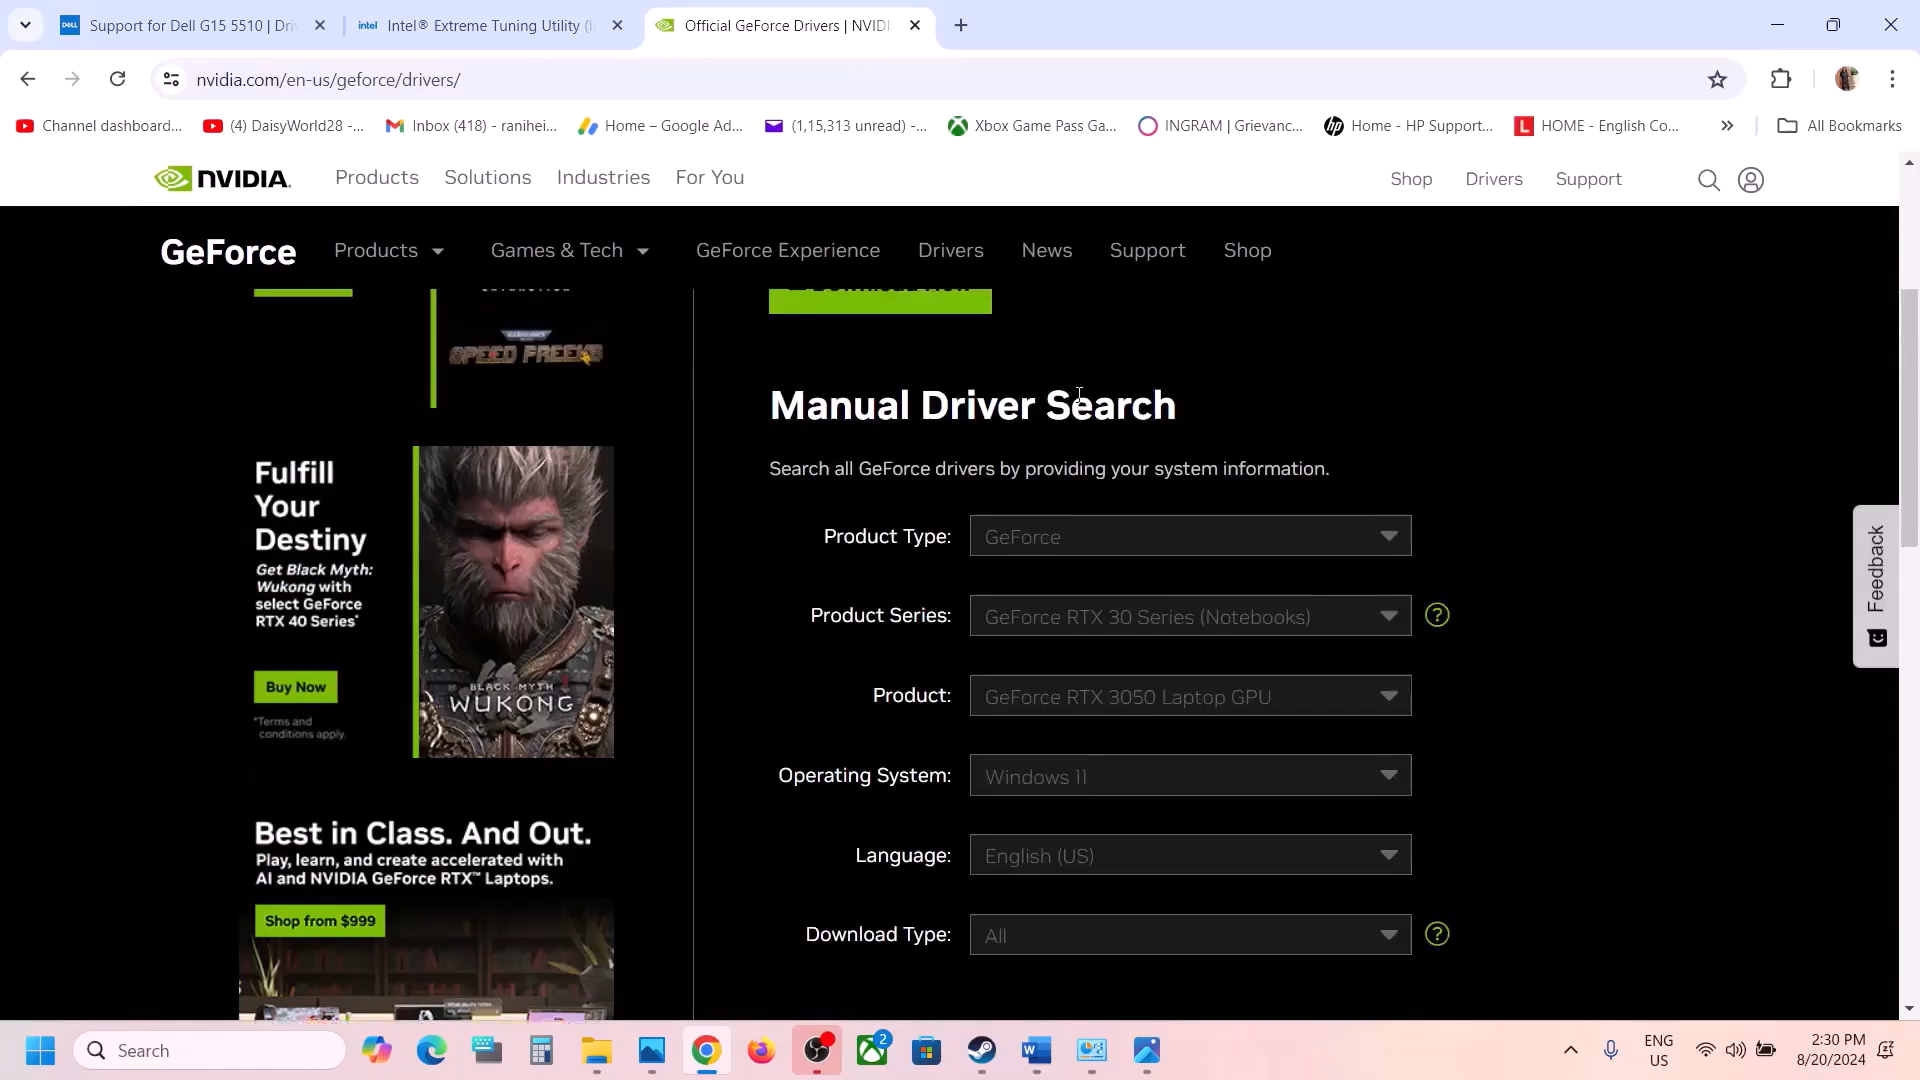 Support for Dell G15 5510 | Dri
Intel® Extreme Tuning Utility (I
Official GeForce Drivers | NVIDI
nvidia.com/en-us/geforce/drivers/
Channel dashboard...
(4) DaisyWorld28 -...
Inbox (418) - ranihei...
Home – Google Ad...
(1,15,313 unread) -...
Xbox Game Pass Ga...
INGRAM | Grievanc...
Home - HP Support...
HOME - English Co...
All Bookmarks
NVIDIA.
Products
Solutions
Industries
For You
Shop
Drivers
Support
GeForce
Products
Games & Tech
GeForce Experience
Drivers
News
Support
Shop
SPEED FREEKS
Manual Driver Search
Search all GeForce drivers by providing your system information.
Product Type: GeForce
Product Series: GeForce RTX 30 Series (Notebooks)
Product: GeForce RTX 3050 Laptop GPU
Operating System: Windows 11
Language: English (US)
Download Type: All
Fulfill
Your
Destiny
Get Black Myth:
Wukong with
select GeForce
RTX 40 Series*
Buy Now
*Terms and
conditions apply.
BLACK MYTH
WUKONG
Best in Class. And Out.
Play, learn, and create accelerated with
AI and NVIDIA GeForce RTX™ Laptops.
Shop from $999
Feedback
Search
2
ENG
US
2:30 PM
8/20/2024